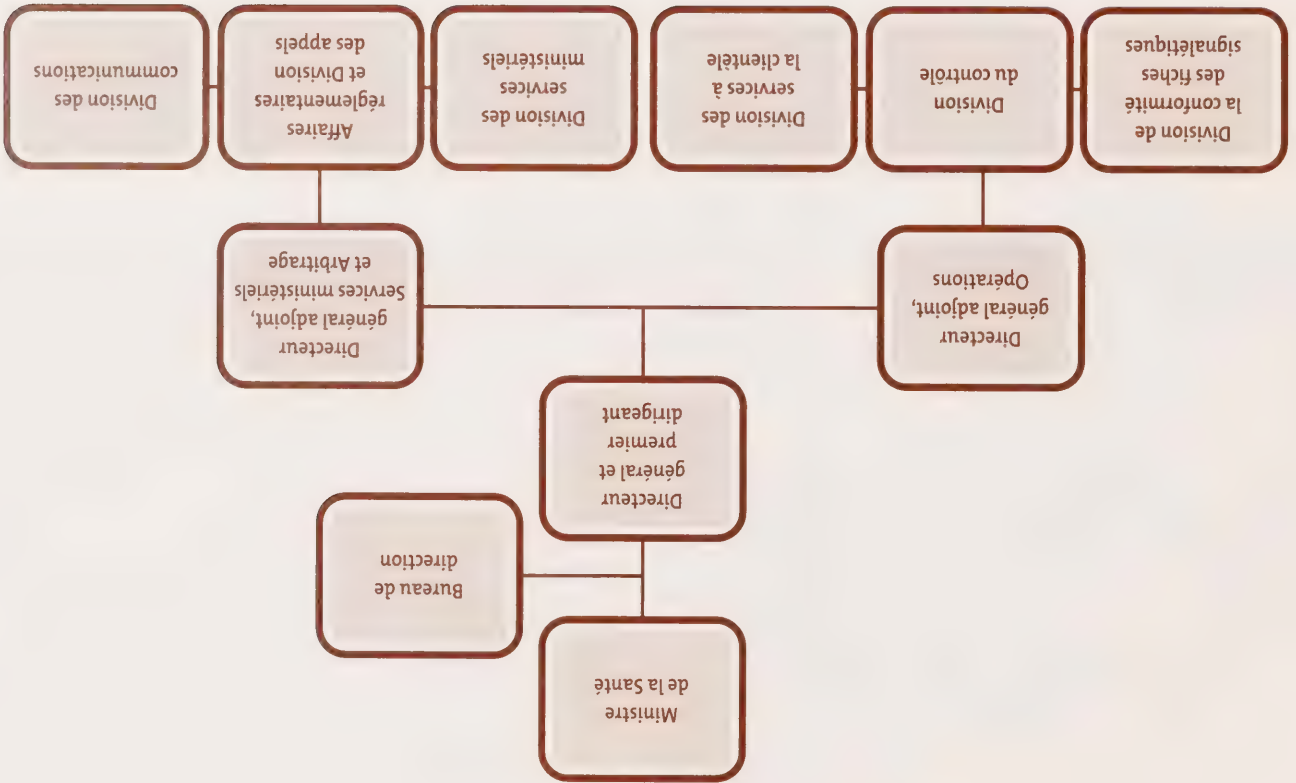 Ministre
de la Santé
Bureau de
direction
Directeur
général et
premier
dirigeant
Directeur
général adjoint,
Opérations
Directeur
général adjoint,
Services ministériels
et Arbitrage
Division de
la conformité
des fiches
signalétiques
Division
du contrôle
Division des
services à
la clientèle
Division des
services
ministériels
Affaires
réglementaires
et Division
des appels
Division des
communications